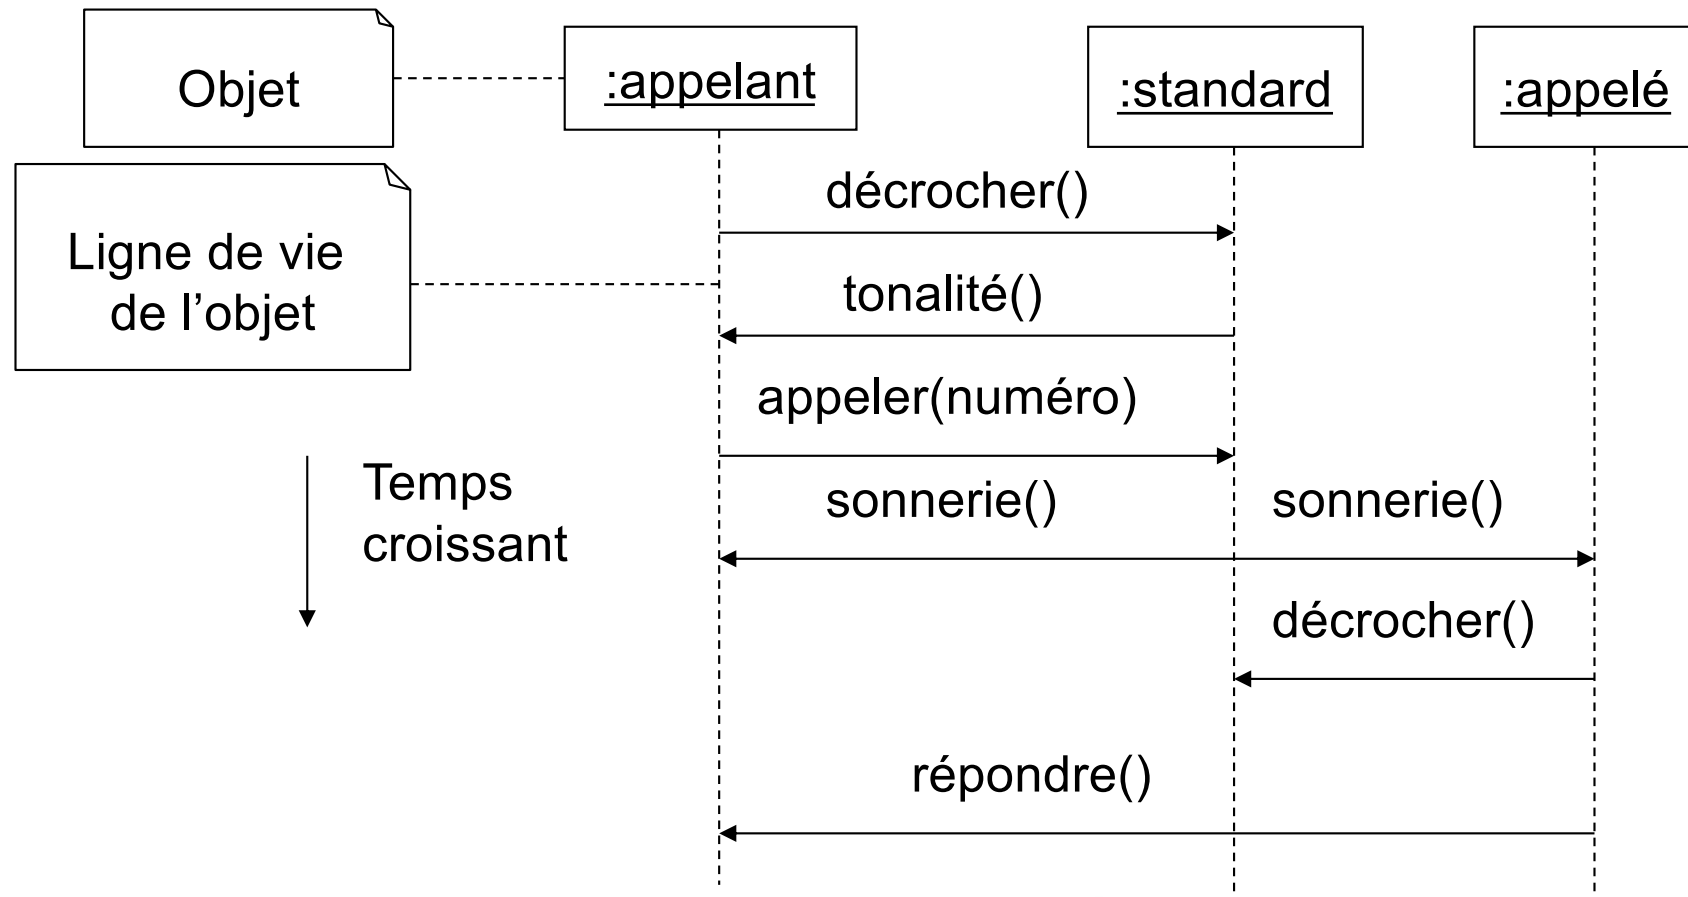 Objet
:appelant
:standard
:appelé
décrocher()
Ligne de vie
de l’objet
tonalité()
appeler(numéro)
Temps
croissant
sonnerie()
sonnerie()
décrocher()
répondre()